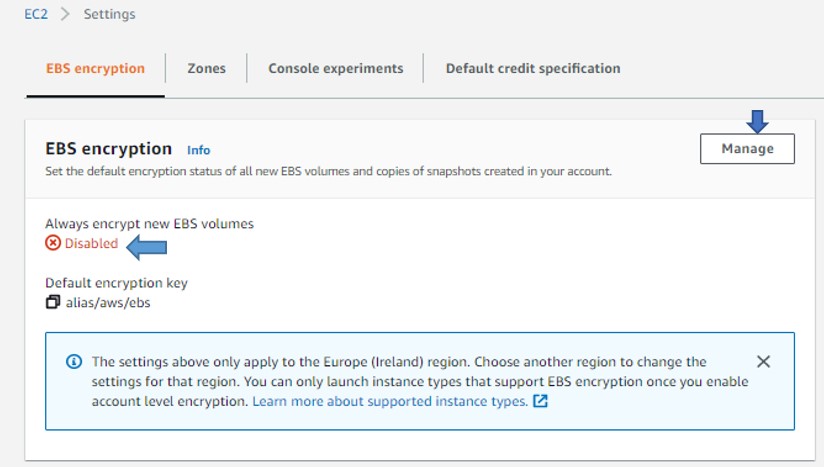 EC2 > Settings
EBS encryption Zones Console experiments Default credit specification
EBS encryption Info
Manage
Set the default encryption status of all new EBS volumes and copies of snapshots created in your account.
Always encrypt new EBS volumes
Disabled
Default encryption key
alias/aws/ebs
The settings above only apply to the Europe (Ireland) region. Choose another region to change the
settings for that region. You can only launch instance types that support EBS encryption once you enable
account level encryption. Learn more about supported instance types.